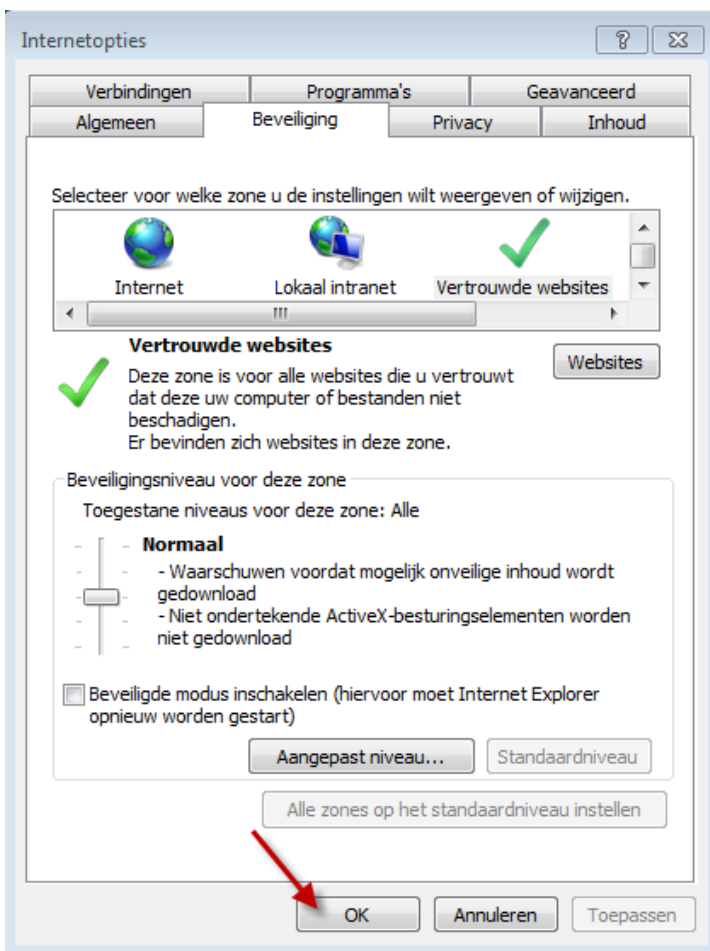 Internetopties
Verbindingen Programma's Geavanceerd
Algemeen Beveiliging Privacy Inhoud
Selecteer voor welke zone u de instellingen wilt weergeven of wijzigen.
Internet Lokaal intranet Vertrouwde websites
Vertrouwde websites
Websites
Deze zone is voor alle websites die u vertrouwt
dat deze uw computer of bestanden niet
beschadigen.
Er bevinden zich websites in deze zone.
Beveiligingsniveau voor deze zone
Toegestane niveaus voor deze zone: Alle
Normaal
- Waarschuwen voordat mogelijk onveilige inhoud wordt
gedownload
- Niet ondertekende ActiveX-besturingselementen worden
niet gedownload
Beveiligde modus inschakelen (hiervoor moet Internet Explorer
opnieuw worden gestart)
Aangepast niveau... Standaardniveau
Alle zones op het standaardniveau instellen
OK Annuleren Toepassen